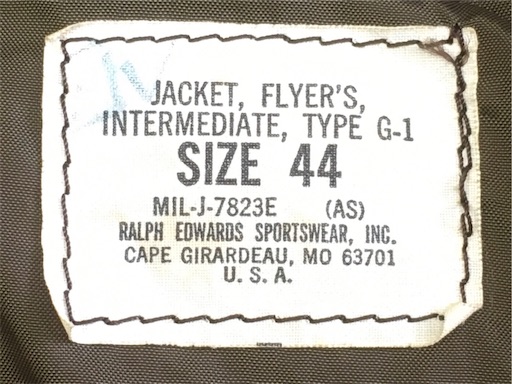 JACKET, FLYER'S,
INTERMEDIATE, TYPE G-1
SIZE 44
MIL-J-7823E (AS)
RALPH EDWARDS SPORTSWEAR, INC.
CAPE GIRARDEAU, MO 63701
U. S. A.